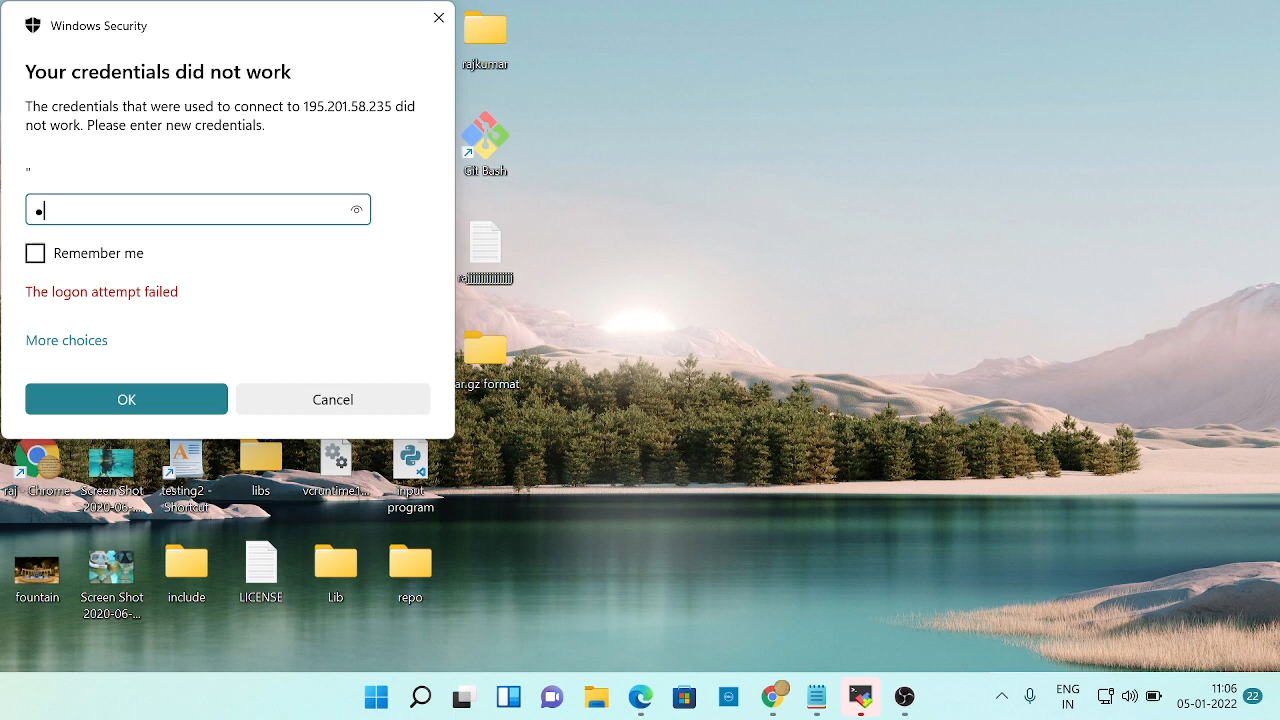 Windows Security
Your credentials did not work
The credentials that were used to connect to 195.201.58.235 did
not work. Please enter new credentials.
"
Remember me
The logon attempt failed
More choices
OK
Cancel
rajkumar
Git Bash
ar.gz format
raj - Chrome
Screen Shot
2020-06-...
testing2 -
Shortcut
libs
vcruntime1...
input
program
fountain
Screen Shot
2020-06-...
include
LICENSE
Lib
repo
ENG
IN
11:06
05-01-2022
22